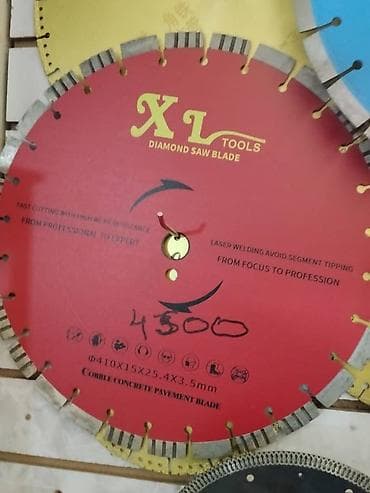 XL TOOLS
DIAMOND SAW BLADE
FAST CUTTING WITH HIGH WEAR RESISTANCE
FROM PROFESSIONAL TO EXPERT
LASER WELDING AVOID SEGMENT TIPPING
FROM FOCUS TO PROFESSION
4500
Φ410X15X25.4X3.5mm
COBBLE CONCRETE PAVEMENT BLADE